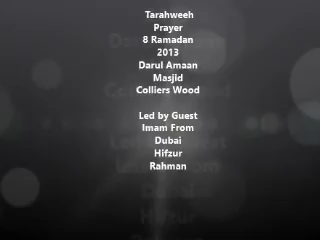 Tarahweeh
Prayer
8 Ramadan
2013
Darul Amaan
Masjid
Colliers Wood
Led by Guest
Imam From
Dubai
Hifzur
Rahman